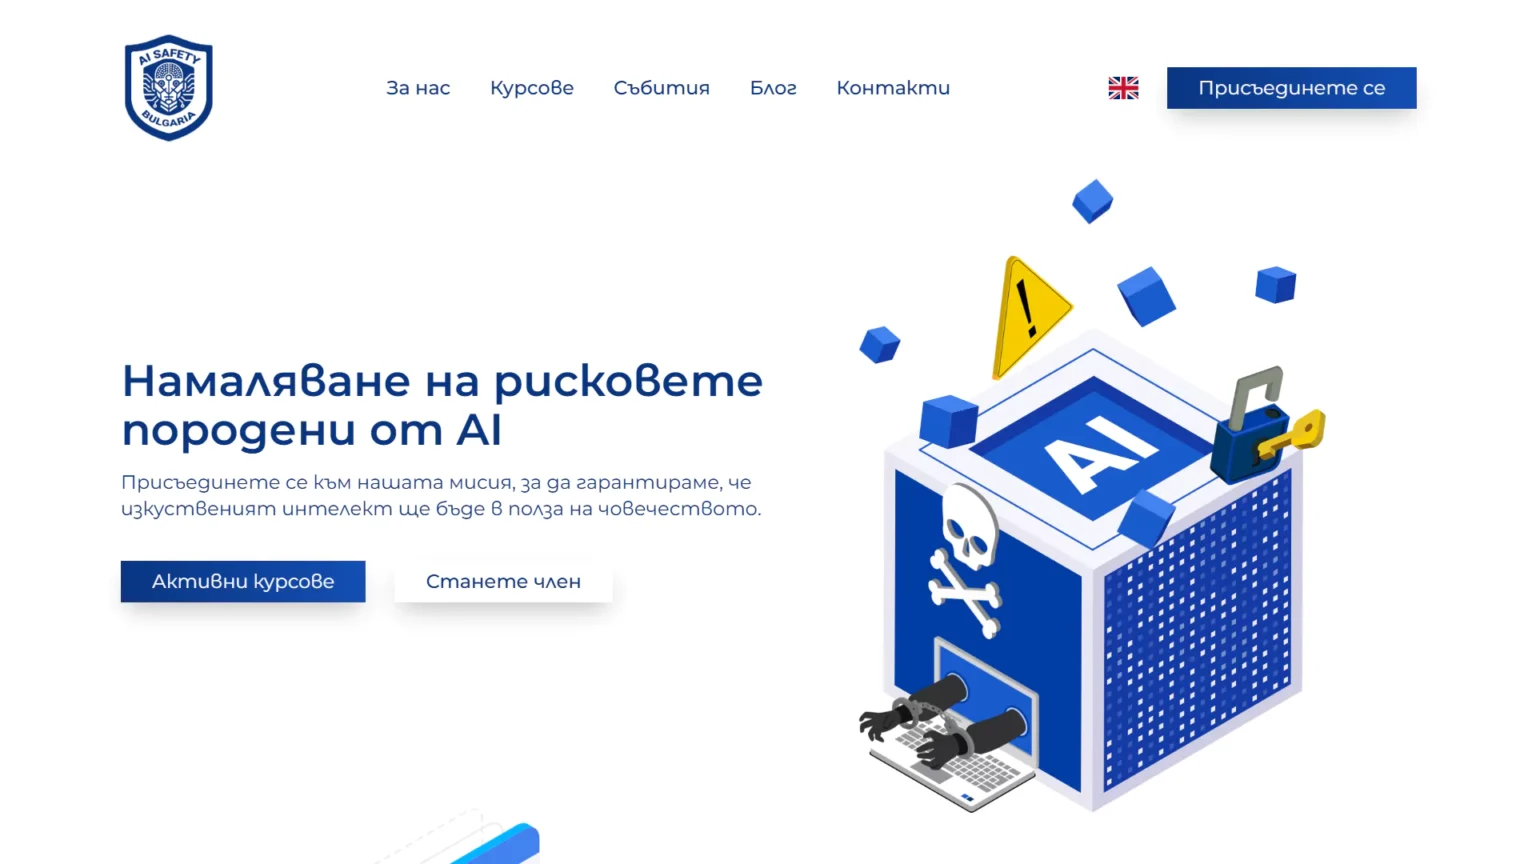 AI SAFETY
BULGARIA
За нас
Курсове
Събития
Блог
Контакти
Присъединете се
Намаляване на рисковете
породени от AI
Присъединете се към нашата мисия, за да гарантираме, че
изкуственият интелект ще бъде в полза на човечеството.
Активни курсове
Станете член
AI